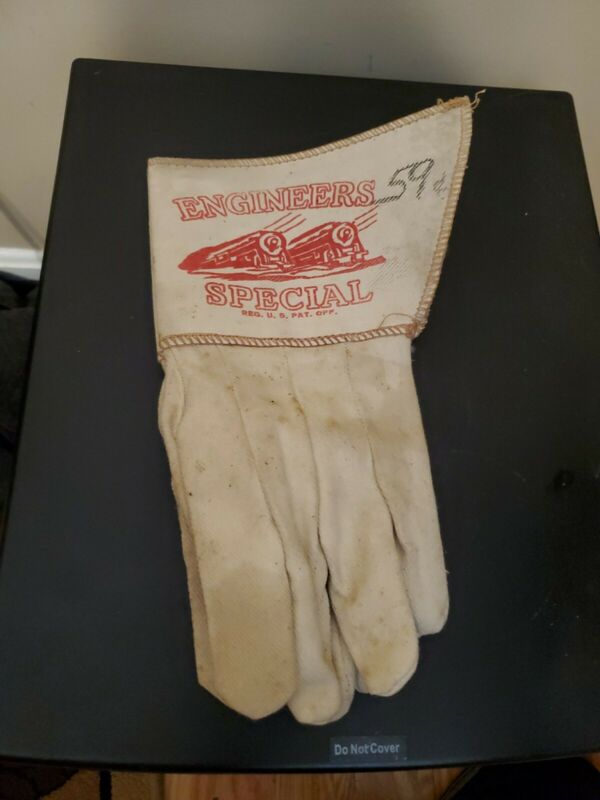 ENGINEERS
59¢
SPECIAL
REG. U. S. PAT. OFF.
Do Not Cover